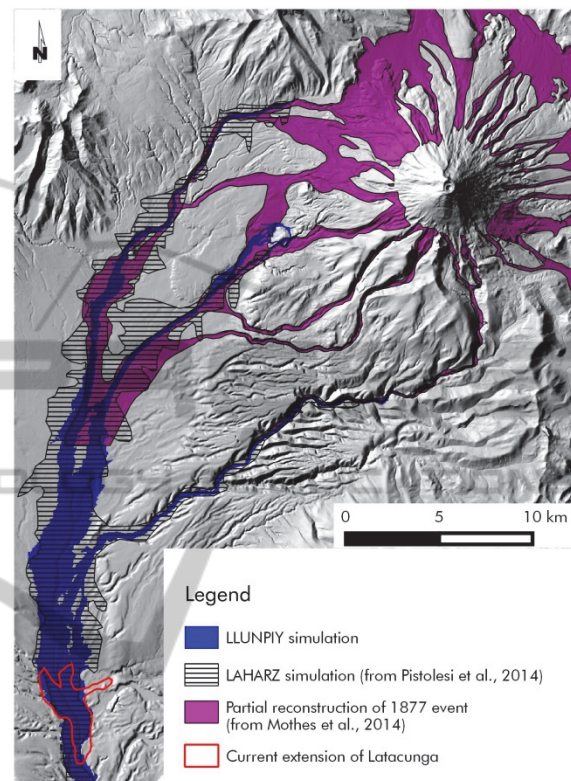 N
0 5 10 km
Legend
LLUNPIY simulation
LAHARZ simulation (from Pistolesi et al., 2014)
Partial reconstruction of 1877 event
(from Mothes et al., 2014)
Current extension of Latacunga